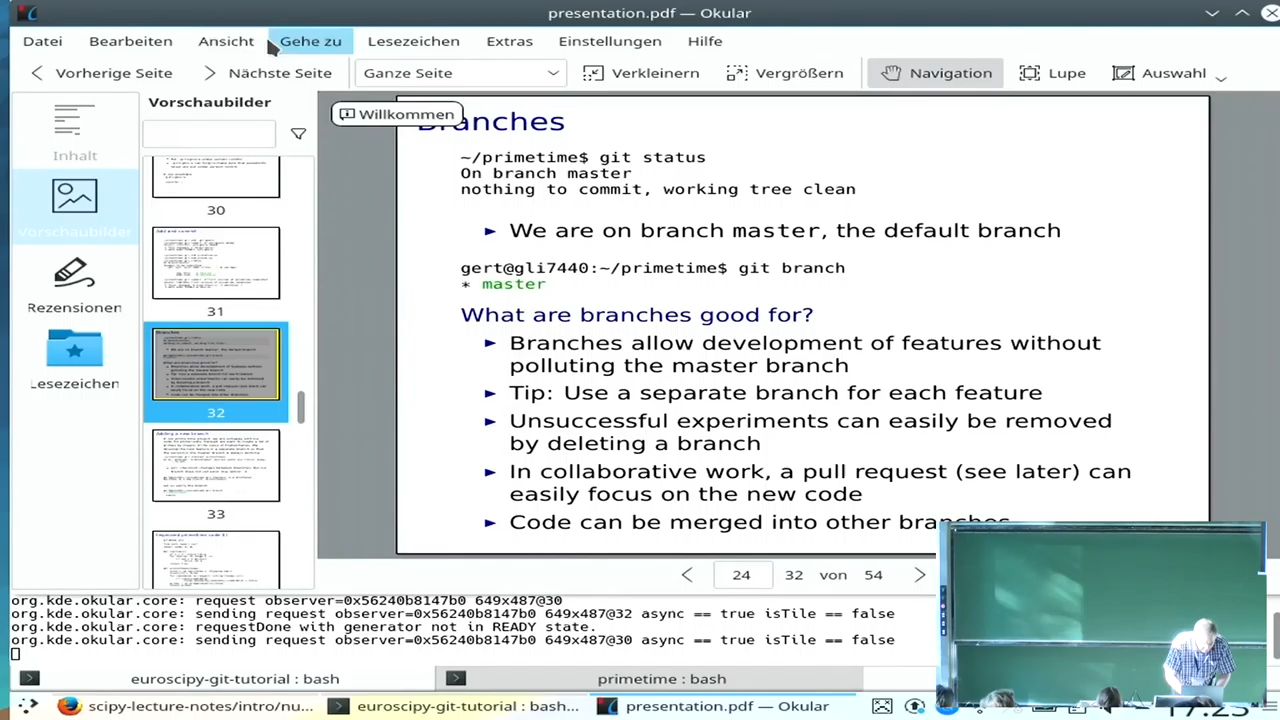 presentation.pdf — Okular
Datei Bearbeiten Ansicht Gehe zu Lesezeichen Extras Einstellungen Hilfe
Vorherige Seite Nächste Seite Ganze Seite Verkleinern Vergrößern Navigation Lupe Auswahl
Inhalt
Vorschaubilder
Rezensionen
Lesezeichen
Vorschaubilder
30
31
32
33
Willkommen
Branches
~/primetime$ git status
On branch master
nothing to commit, working tree clean
► We are on branch master, the default branch
gert@gli7440:~/primetime$ git branch
* master
What are branches good for?
► Branches allow development of features without
polluting the master branch
► Tip: Use a separate branch for each feature
► Unsuccessful experiments can easily be removed
by deleting a branch
► In collaborative work, a pull request (see later) can
easily focus on the new code
► Code can be merged into other branches
24 32 von 54
org.kde.okular.core: request observer=0x56240b8147b0 649x487@30
org.kde.okular.core: sending request observer=0x56240b8147b0 649x487@32 async == true isTile == false
org.kde.okular.core: requestDone with generator not in READY state.
org.kde.okular.core: sending request observer=0x56240b8147b0 649x487@30 async == true isTile == false
euroscipy-git-tutorial : bash primetime : bash
scipy-lecture-notes/intro/nu... euroscipy-git-tutorial : bash... presentation.pdf — Okular